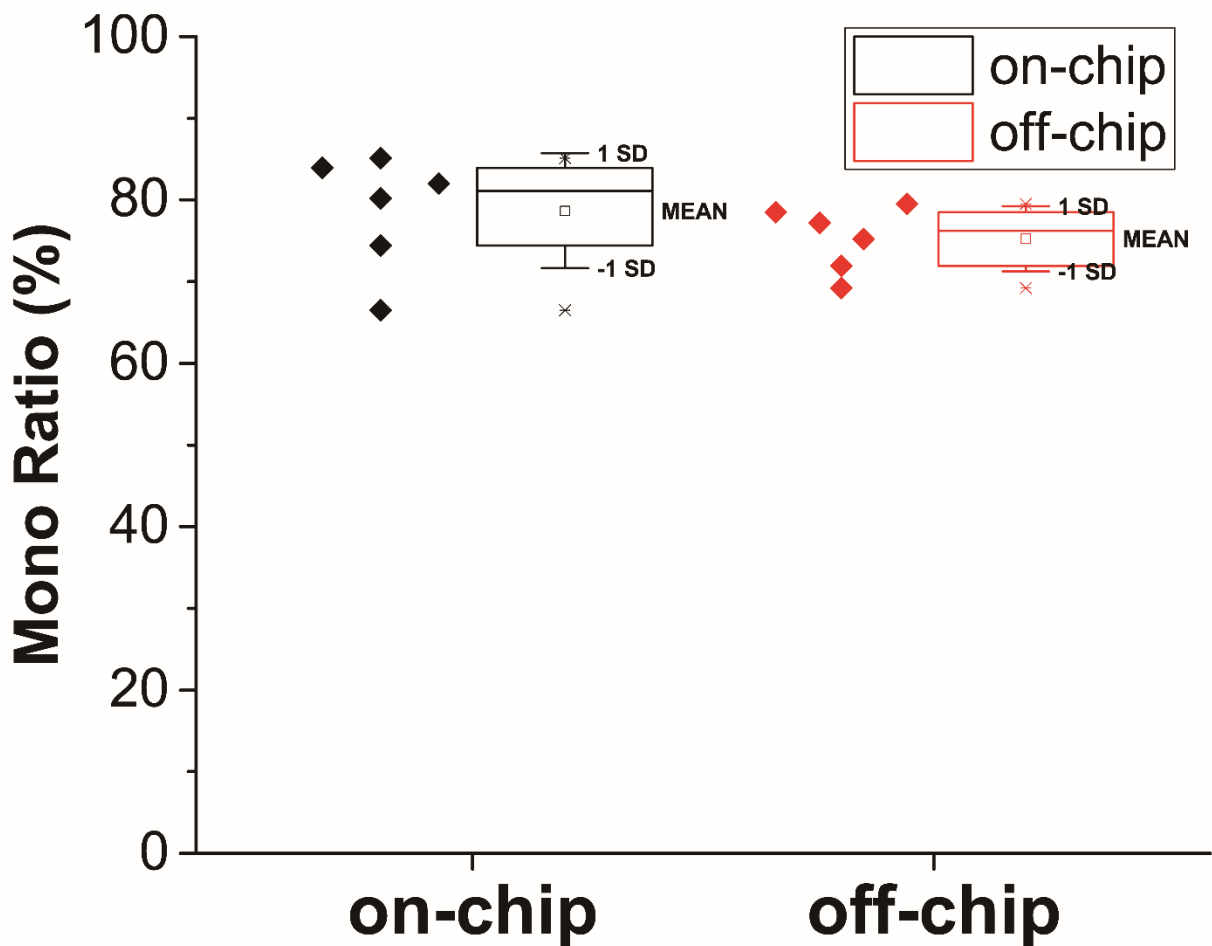 100
80
60
40
20
0
Mono Ratio (%)
on-chip
off-chip
1 SD
MEAN
-1 SD
1 SD
MEAN
-1 SD
on-chip
off-chip